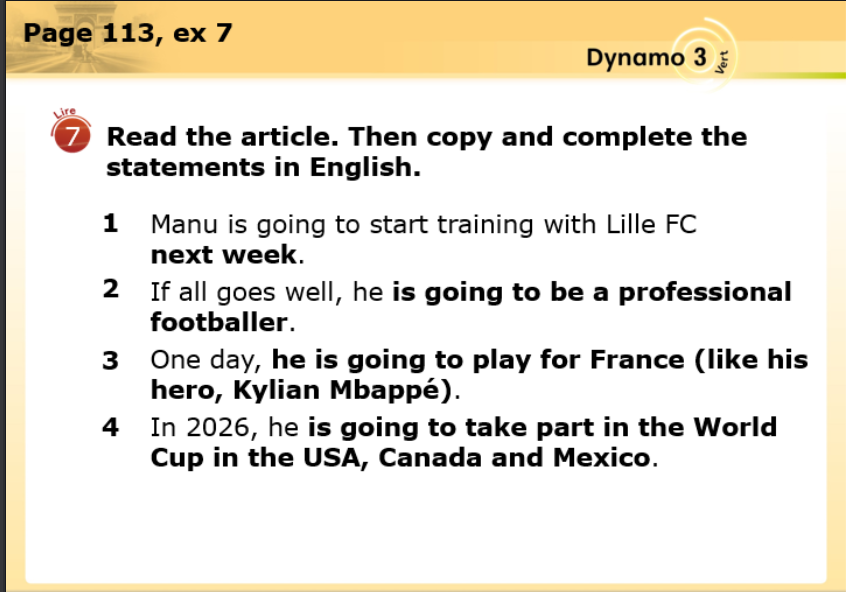 Page 113, ex 7
Dynamo 3 Vert
Lire
7 Read the article. Then copy and complete the
statements in English.
1 Manu is going to start training with Lille FC
next week.
2 If all goes well, he is going to be a professional
footballer.
3 One day, he is going to play for France (like his
hero, Kylian Mbappé).
4 In 2026, he is going to take part in the World
Cup in the USA, Canada and Mexico.